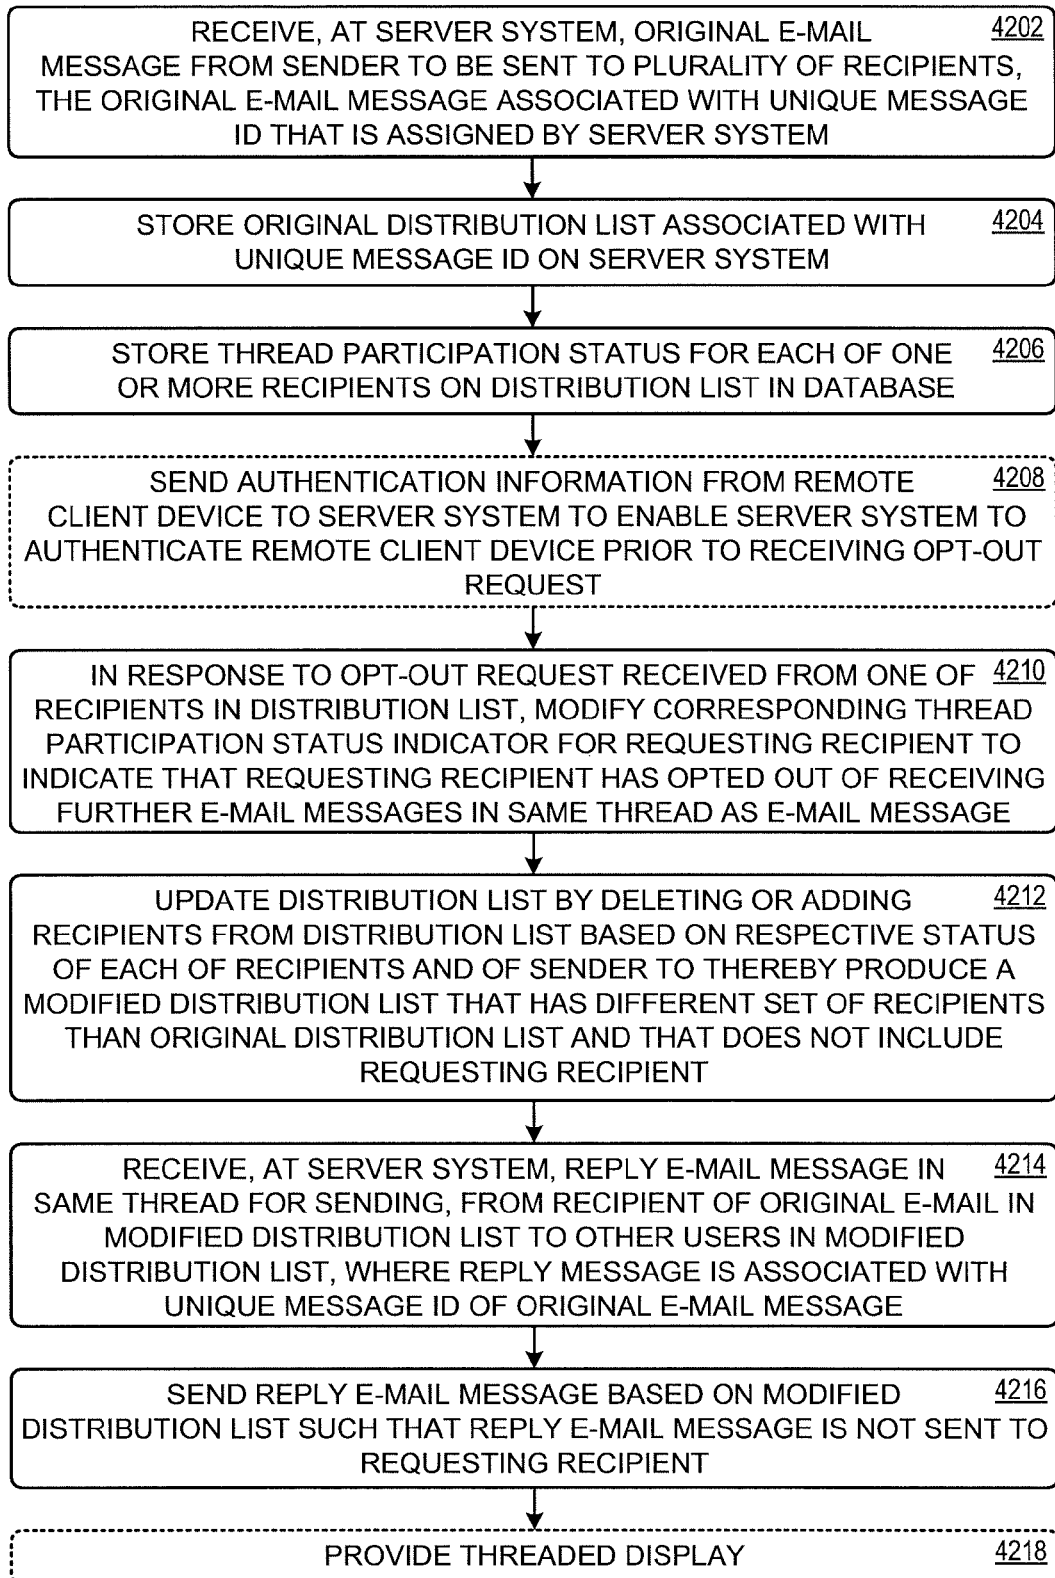 RECEIVE, AT SERVER SYSTEM, ORIGINAL E-MAIL 4202
MESSAGE FROM SENDER TO BE SENT TO PLURALITY OF RECIPIENTS,
THE ORIGINAL E-MAIL MESSAGE ASSOCIATED WITH UNIQUE MESSAGE
ID THAT IS ASSIGNED BY SERVER SYSTEM
STORE ORIGINAL DISTRIBUTION LIST ASSOCIATED WITH 4204
UNIQUE MESSAGE ID ON SERVER SYSTEM
STORE THREAD PARTICIPATION STATUS FOR EACH OF ONE 4206
OR MORE RECIPIENTS ON DISTRIBUTION LIST IN DATABASE
SEND AUTHENTICATION INFORMATION FROM REMOTE 4208
CLIENT DEVICE TO SERVER SYSTEM TO ENABLE SERVER SYSTEM TO
AUTHENTICATE REMOTE CLIENT DEVICE PRIOR TO RECEIVING OPT-OUT
REQUEST
IN RESPONSE TO OPT-OUT REQUEST RECEIVED FROM ONE OF 4210
RECIPIENTS IN DISTRIBUTION LIST, MODIFY CORRESPONDING THREAD
PARTICIPATION STATUS INDICATOR FOR REQUESTING RECIPIENT TO
INDICATE THAT REQUESTING RECIPIENT HAS OPTED OUT OF RECEIVING
FURTHER E-MAIL MESSAGES IN SAME THREAD AS E-MAIL MESSAGE
UPDATE DISTRIBUTION LIST BY DELETING OR ADDING 4212
RECIPIENTS FROM DISTRIBUTION LIST BASED ON RESPECTIVE STATUS
OF EACH OF RECIPIENTS AND OF SENDER TO THEREBY PRODUCE A
MODIFIED DISTRIBUTION LIST THAT HAS DIFFERENT SET OF RECIPIENTS
THAN ORIGINAL DISTRIBUTION LIST AND THAT DOES NOT INCLUDE
REQUESTING RECIPIENT
RECEIVE, AT SERVER SYSTEM, REPLY E-MAIL MESSAGE IN 4214
SAME THREAD FOR SENDING, FROM RECIPIENT OF ORIGINAL E-MAIL IN
MODIFIED DISTRIBUTION LIST TO OTHER USERS IN MODIFIED
DISTRIBUTION LIST, WHERE REPLY MESSAGE IS ASSOCIATED WITH
UNIQUE MESSAGE ID OF ORIGINAL E-MAIL MESSAGE
SEND REPLY E-MAIL MESSAGE BASED ON MODIFIED 4216
DISTRIBUTION LIST SUCH THAT REPLY E-MAIL MESSAGE IS NOT SENT TO
REQUESTING RECIPIENT
PROVIDE THREADED DISPLAY 4218